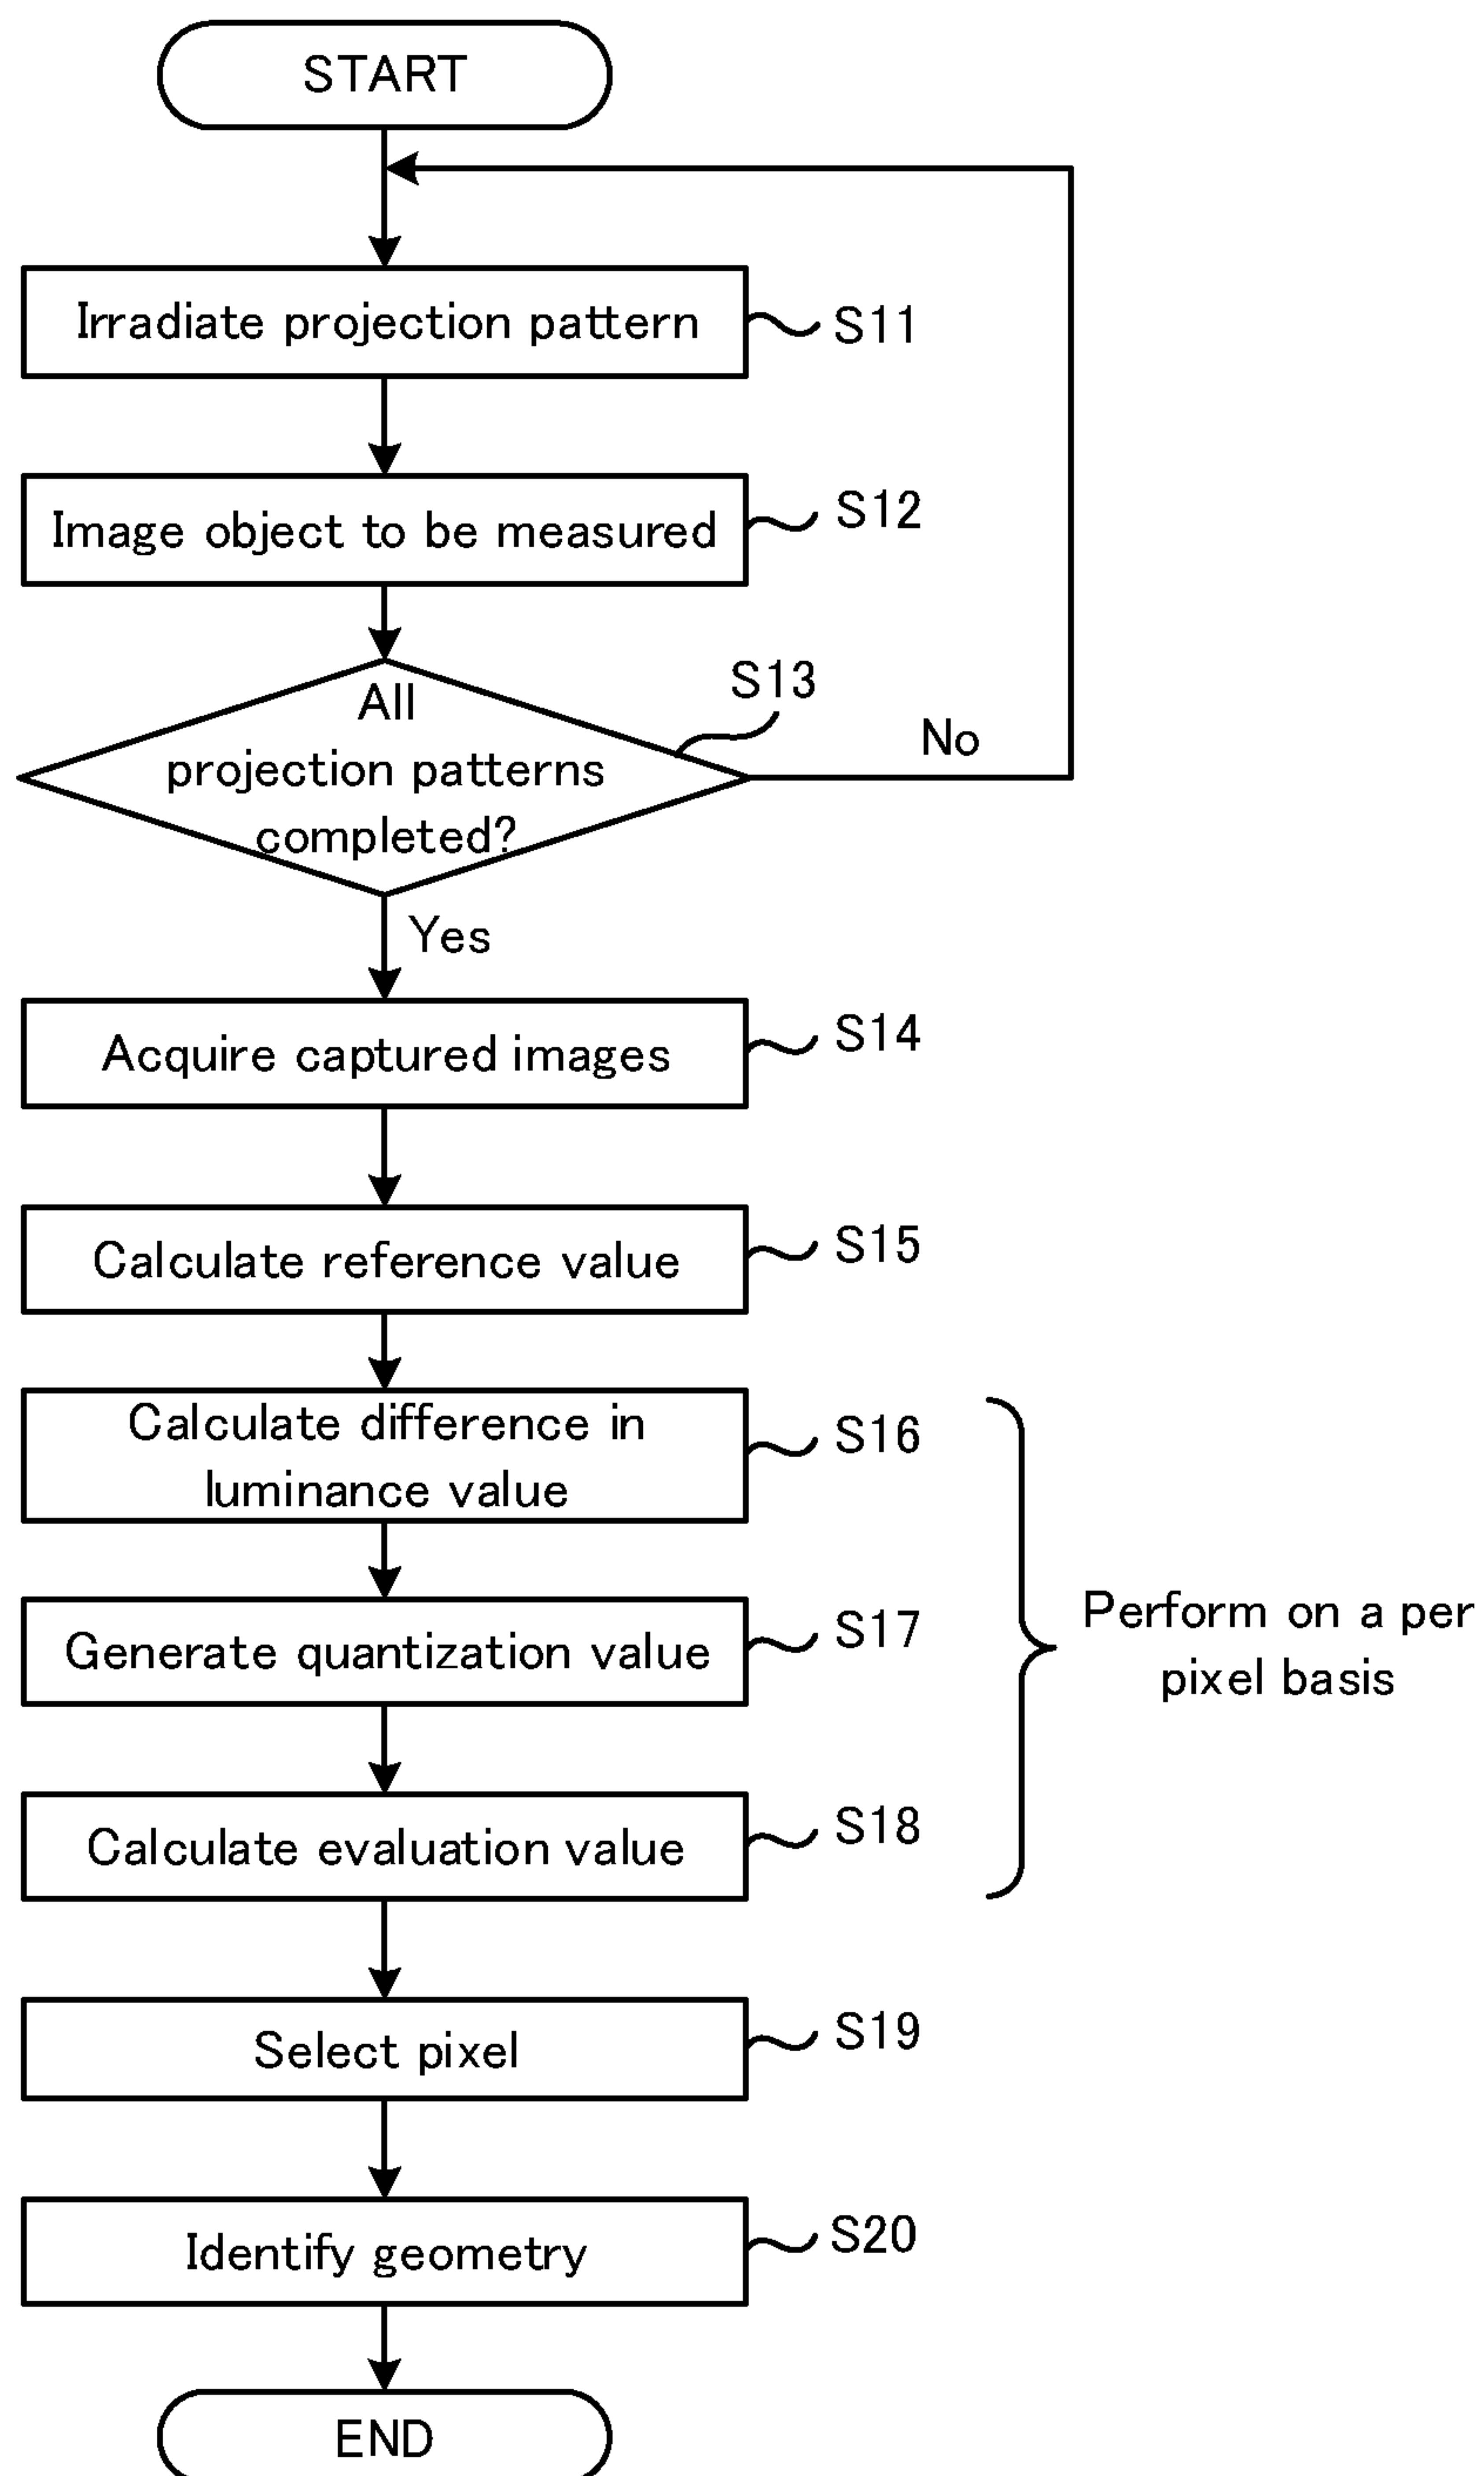 START
Irradiate projection pattern
S11
Image object to be measured
S12
All
projection patterns
completed?
S13
No
Yes
Acquire captured images
S14
Calculate reference value
S15
Calculate difference in
luminance value
S16
Generate quantization value
S17
Perform on a per
pixel basis
Calculate evaluation value
S18
Select pixel
S19
Identify geometry
S20
END